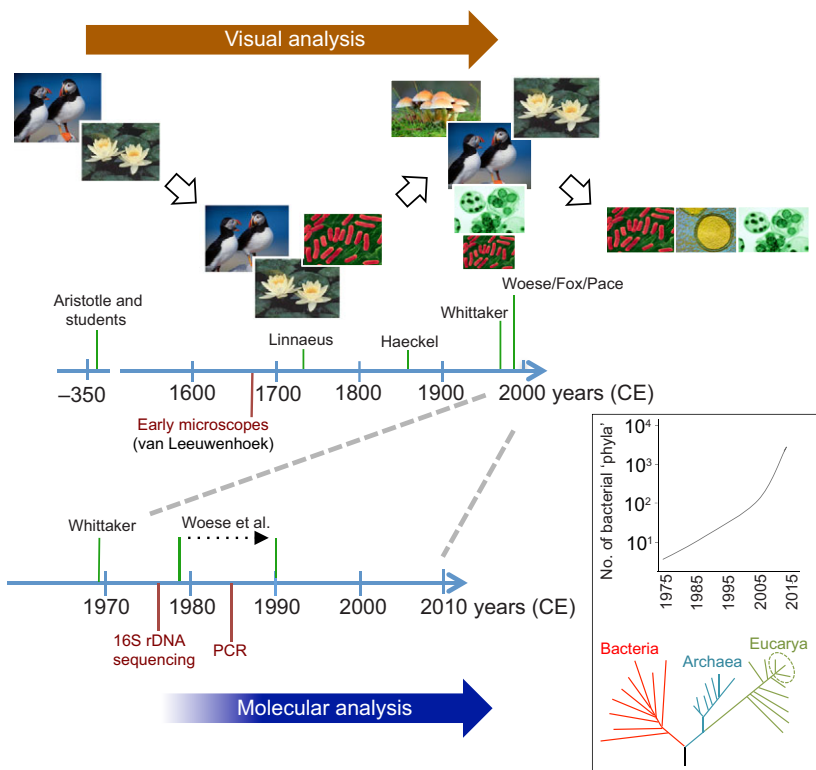 Visual analysis
Aristotle and
students
Linnaeus
Haeckel
Whittaker
Woese/Fox/Pace
–350
1600
1700
1800
1900
2000 years (CE)
Early microscopes
(van Leeuwenhoek)
Whittaker
Woese et al.
1970
1980
1990
2000
2010 years (CE)
16S rDNA
sequencing
PCR
Molecular analysis
No. of bacterial ‘phyla’
10⁴
10³
10²
10¹
1975
1985
1995
2005
2015
Bacteria
Archaea
Eucarya